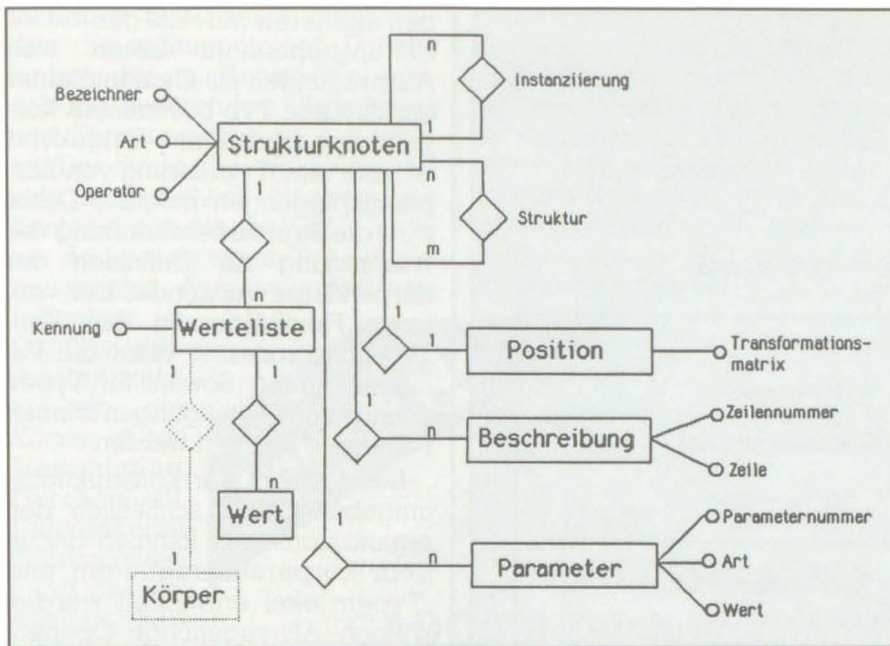 n
Instanziierung
Bezeichner
Art
Operator
Strukturknoten
1
n
Struktur
m
1
n
Kennung
Werteliste
1
1
1
1
Position
Transformations-
matrix
1
n
Beschreibung
Zeilennummer
Zeile
n
Wert
1
n
Parameter
Parameternummer
Art
Wert
1
Körper